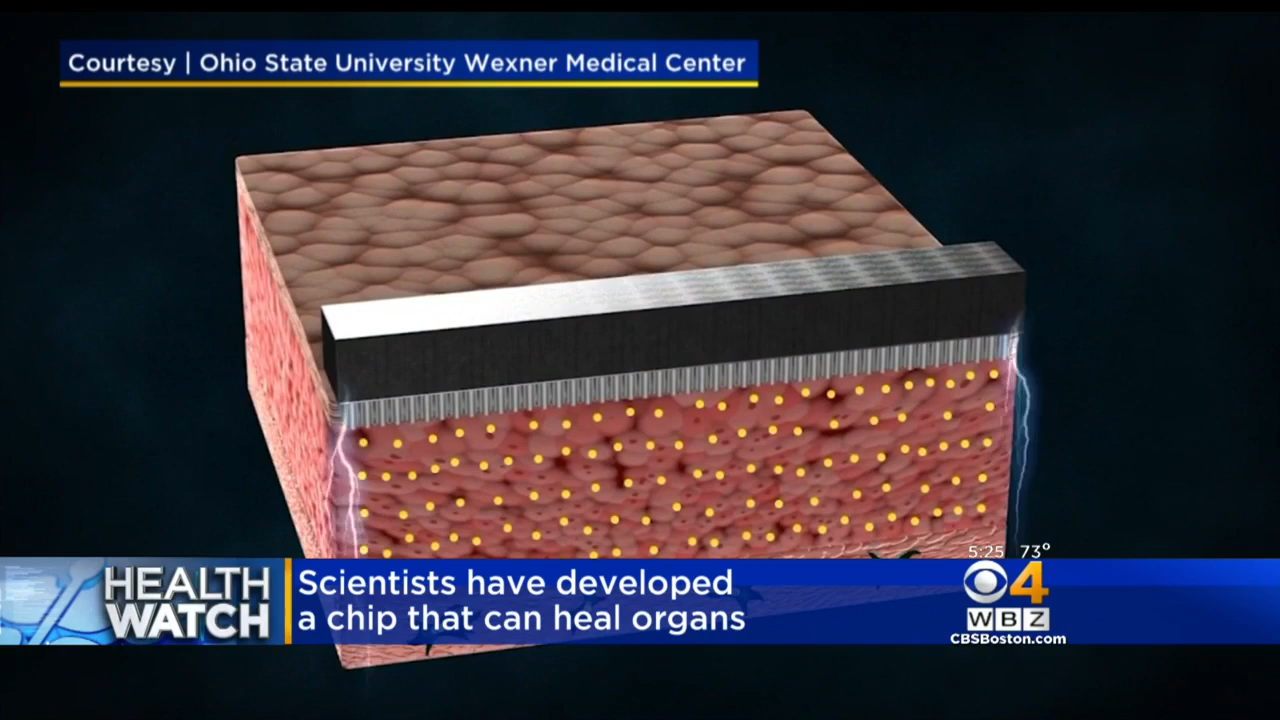 Courtesy | Ohio State University Wexner Medical Center
5:25 73°
HEALTH
WATCH
Scientists have developed
a chip that can heal organs
4
WBZ
CBSBoston.com